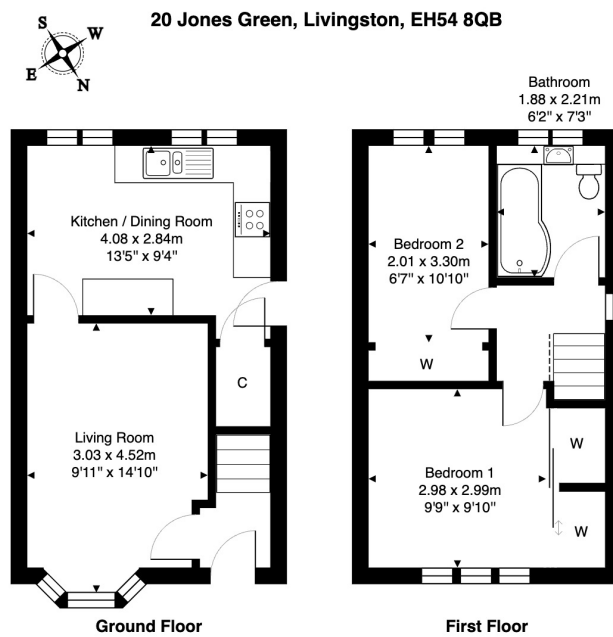 20 Jones Green, Livingston, EH54 8QB
S
W
E
N
Bathroom
1.88 x 2.21m
6'2" x 7'3"
Kitchen / Dining Room
4.08 x 2.84m
13'5" x 9'4"
Bedroom 2
2.01 x 3.30m
6'7" x 10'10"
W
C
Living Room
3.03 x 4.52m
9'11" x 14'10"
Bedroom 1
2.98 x 2.99m
9'9" x 9'10"
W
W
Ground Floor
First Floor